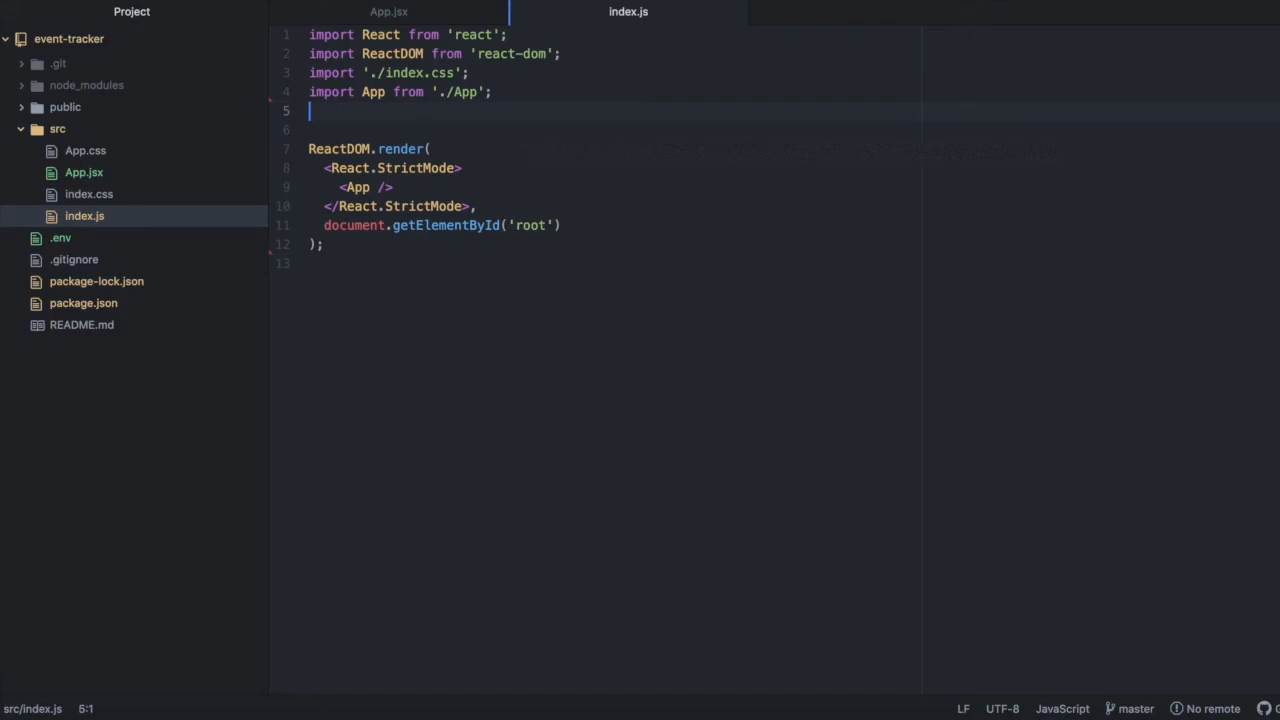 Project
App.jsx
index.js
event-tracker
.git
node_modules
public
src
App.css
App.jsx
index.css
index.js
.env
.gitignore
package-lock.json
package.json
README.md
1 import React from 'react';
2 import ReactDOM from 'react-dom';
3 import './index.css';
4 import App from './App';
5
6
7 ReactDOM.render(
8   <React.StrictMode>
9     <App />
10   </React.StrictMode>,
11   document.getElementById('root')
12 );
13
src/index.js 5:1
LF UTF-8 JavaScript master No remote